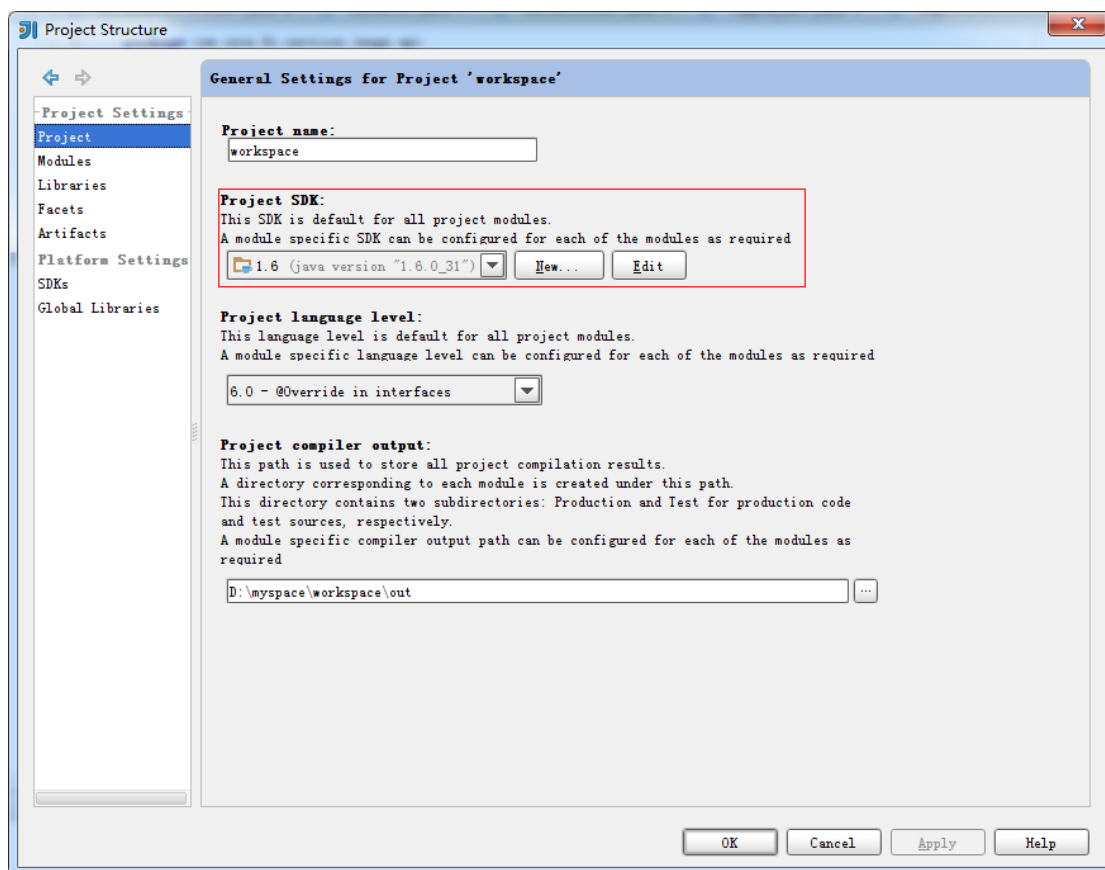 Project Structure
General Settings for Project 'workspace'
Project Settings
Project
Modules
Libraries
Facets
Artifacts
Platform Settings
SDKs
Global Libraries
Project name:
workspace
Project SDK:
This SDK is default for all project modules.
A module specific SDK can be configured for each of the modules as required
1.6 (java version "1.6.0_31")
New...
Edit
Project language level:
This language level is default for all project modules.
A module specific language level can be configured for each of the modules as required
6.0 - @Override in interfaces
Project compiler output:
This path is used to store all project compilation results.
A directory corresponding to each module is created under this path.
This directory contains two subdirectories: Production and Test for production code
and test sources, respectively.
A module specific compiler output path can be configured for each of the modules as
required
D:\myspace\workspace\out
...
OK
Cancel
Apply
Help